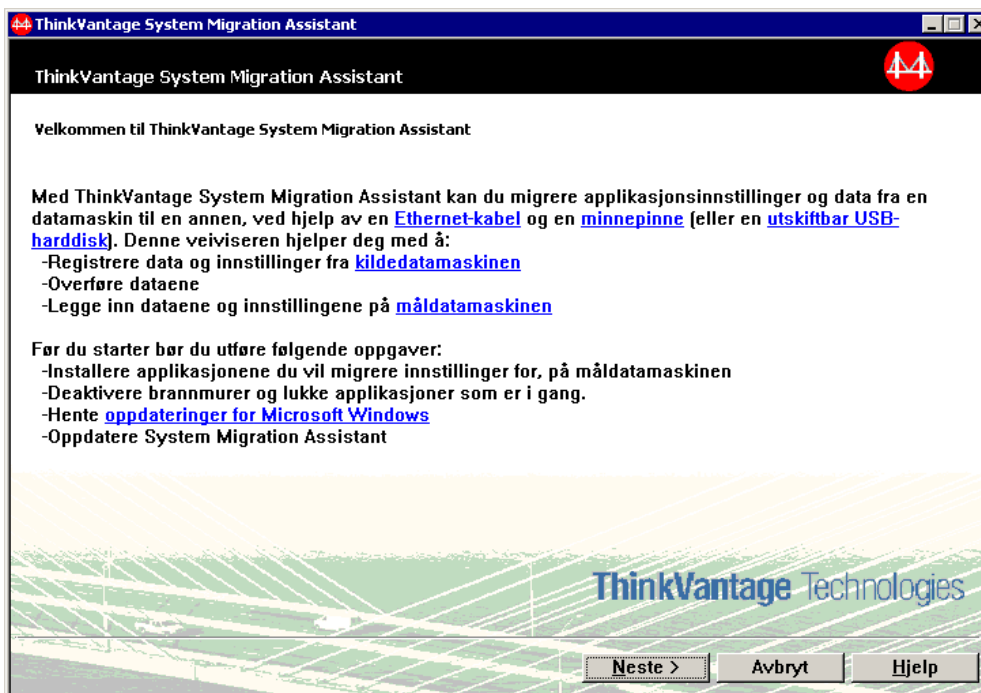 ThinkVantage System Migration Assistant
ThinkVantage System Migration Assistant
Velkommen til ThinkVantage System Migration Assistant
Med ThinkVantage System Migration Assistant kan du migrere applikasjonsinnstillinger og data fra en
datamaskin til en annen, ved hjelp av en Ethernet-kabel og en minnepinne (eller en utskiftbar USB-
harddisk). Denne veiviseren hjelper deg med å:
-Registrere data og innstillinger fra kildedatamaskinen
-Overføre dataene
-Legge inn dataene og innstillingene på måldatamaskinen
Før du starter bør du utføre følgende oppgaver:
-Installere applikasjonene du vil migrere innstillinger for, på måldatamaskinen
-Deaktivere brannmurer og lukke applikasjoner som er i gang.
-Hente oppdateringer for Microsoft Windows
-Oppdatere System Migration Assistant
ThinkVantage Technologies
Neste > Avbryt Hjelp